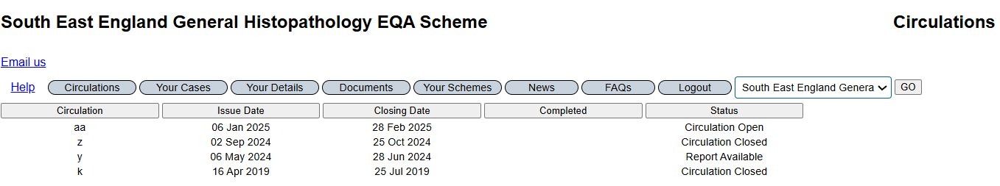 South East England General Histopathology EQA Scheme Circulations
Email us
Help Circulations Your Cases Your Details Documents Your Schemes News FAQs Logout South East England Genera GO
Circulation Issue Date Closing Date Completed Status
aa 06 Jan 2025 28 Feb 2025 Circulation Open
z 02 Sep 2024 25 Oct 2024 Circulation Closed
y 06 May 2024 28 Jun 2024 Report Available
k 16 Apr 2019 25 Jul 2019 Circulation Closed